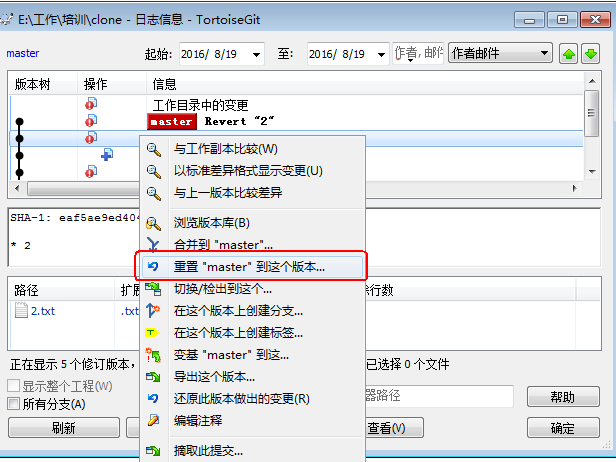 E:\工作\培训\clone - 日志信息 - TortoiseGit
master 起始: 2016/ 8/19 至: 2016/ 8/19 作者, 邮件 作者邮件
版本树 操作 信息
工作目录中的变更
master Revert "2"
与工作副本比较(W)
以标准差异格式显示变更(U)
与上一版本比较差异
浏览版本库(B)
合并到 "master"...
重置 "master" 到这个版本...
切换/检出到这个...
在这个版本上创建分支...
在这个版本上创建标签...
变基 "master" 到这...
导出这个版本...
还原此版本做出的变更(R)
编辑注释
摘取此提交...
SHA-1: eaf5ae9ed404
* 2
路径 扩展 除行数
2.txt .txt
正在显示 5 个修订版本, 已选择 0 个文件
显示整个工程(W) 器路径 帮助
所有分支(A)
刷新 查看(V) 确定